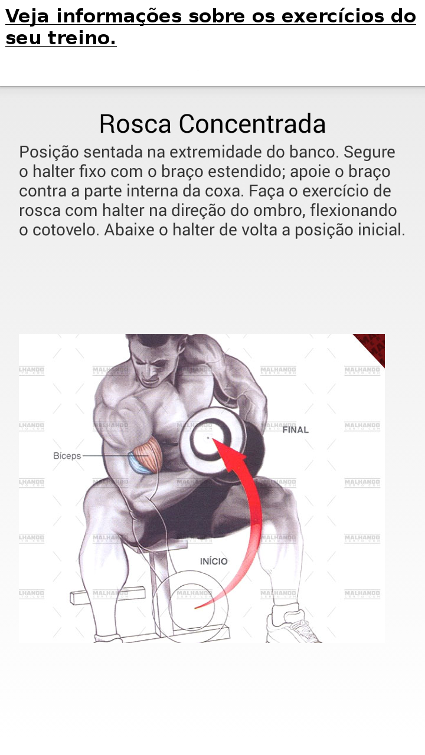 Veja informações sobre os exercícios do
seu treino.
Rosca Concentrada
Posição sentada na extremidade do banco. Segure
o halter fixo com o braço estendido; apoie o braço
contra a parte interna da coxa. Faça o exercício de
rosca com halter na direção do ombro, flexionando
o cotovelo. Abaixe o halter de volta a posição inicial.
MALHANDO
FINAL
Bíceps
INÍCIO